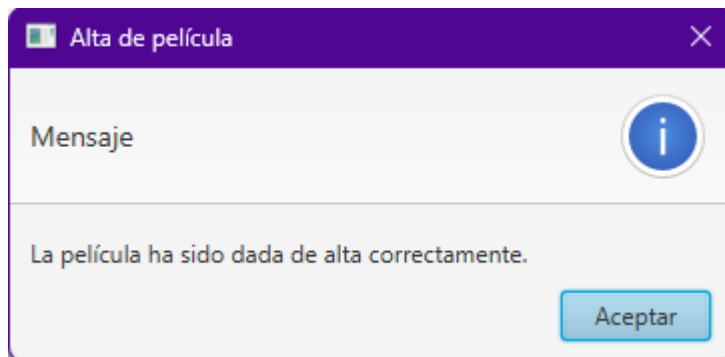 Alta de película
Mensaje
La película ha sido dada de alta correctamente.
Aceptar